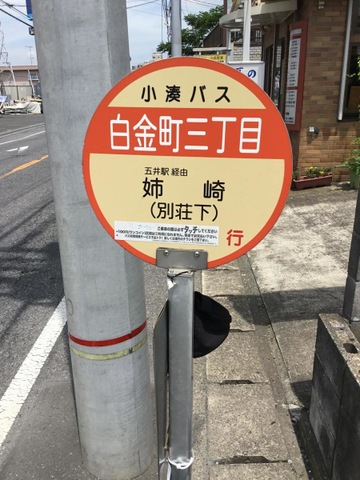 小湊バス
白金町三丁目
五井駅 経由
姉崎
(別荘下)
行